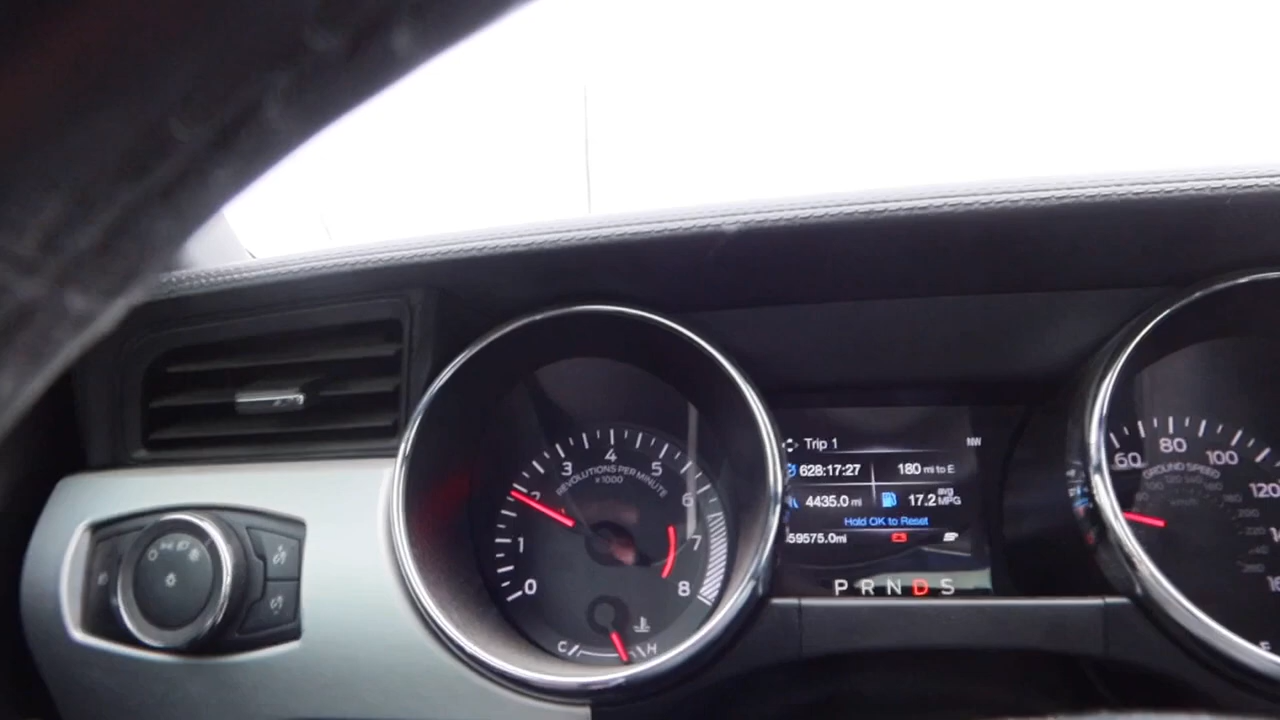 Trip 1
NW
628:17:27
180 mi to E
4435.0 mi
17.2 avg MPG
Hold OK to Reset
59575.0mi
P R N D S
0
1
2
3
4
5
6
7
8
REVOLUTIONS PER MINUTE
x 1000
C
H
60
80
100
120
GROUND SPEED